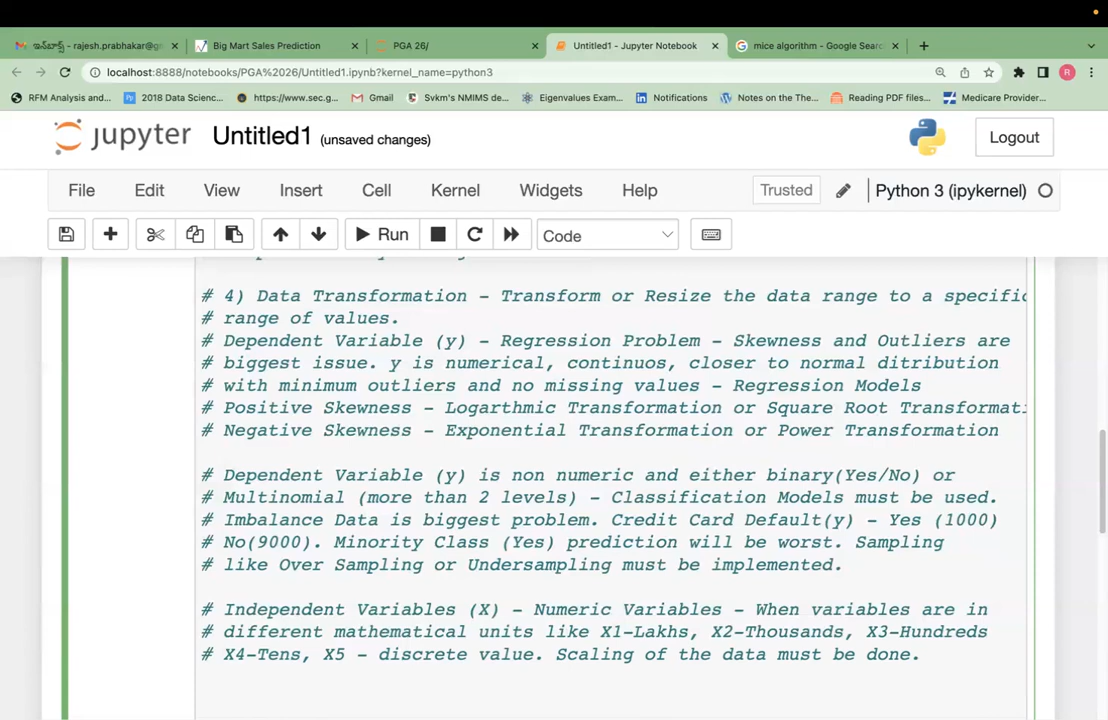 ఇన్‌బాక్స్ - rajesh.prabhakar@g
Big Mart Sales Prediction
PGA 26/
Untitled1 - Jupyter Notebook
mice algorithm - Google Searc
localhost:8888/notebooks/PGA%2026/Untitled1.ipynb?kernel_name=python3
RFM Analysis and...
2018 Data Scienc...
https://www.sec.g...
Gmail
Svkm's NMIMS de...
Eigenvalues Exam...
Notifications
Notes on the The...
Reading PDF files...
Medicare Provider...
jupyter Untitled1 (unsaved changes)
Logout
File Edit View Insert Cell Kernel Widgets Help
Trusted
Python 3 (ipykernel)
Run
Code
# 4) Data Transformation - Transform or Resize the data range to a specific
# range of values.
# Dependent Variable (y) - Regression Problem - Skewness and Outliers are
# biggest issue. y is numerical, continuos, closer to normal ditribution
# with minimum outliers and no missing values - Regression Models
# Positive Skewness - Logarthmic Transformation or Square Root Transformati
# Negative Skewness - Exponential Transformation or Power Transformation
# Dependent Variable (y) is non numeric and either binary(Yes/No) or
# Multinomial (more than 2 levels) - Classification Models must be used.
# Imbalance Data is biggest problem. Credit Card Default(y) - Yes (1000)
# No(9000). Minority Class (Yes) prediction will be worst. Sampling
# like Over Sampling or Undersampling must be implemented.
# Independent Variables (X) - Numeric Variables - When variables are in
# different mathematical units like X1-Lakhs, X2-Thousands, X3-Hundreds
# X4-Tens, X5 - discrete value. Scaling of the data must be done.